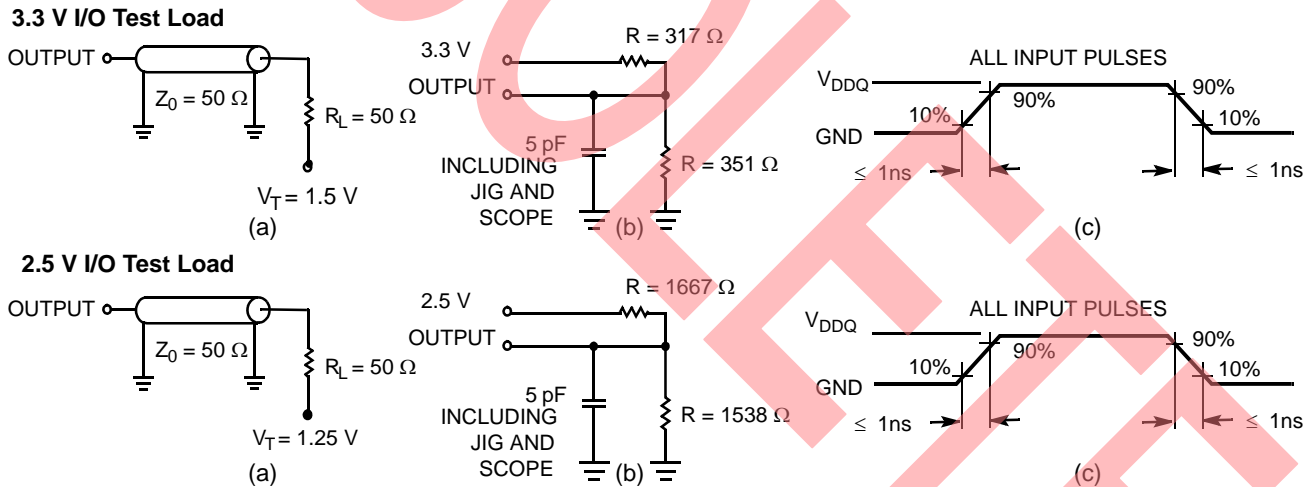 3.3 V I/O Test Load
OUTPUT
Z0 = 50 Ω
RL = 50 Ω
VT = 1.5 V
(a)
3.3 V
R = 317 Ω
OUTPUT
5 pF
INCLUDING
JIG AND
SCOPE
R = 351 Ω
(b)
ALL INPUT PULSES
VDDQ
GND
10%
90%
90%
10%
≤ 1ns
≤ 1ns
(c)
2.5 V I/O Test Load
OUTPUT
Z0 = 50 Ω
RL = 50 Ω
VT = 1.25 V
(a)
2.5 V
R = 1667 Ω
OUTPUT
5 pF
INCLUDING
JIG AND
SCOPE
R = 1538 Ω
(b)
ALL INPUT PULSES
VDDQ
GND
10%
90%
90%
10%
≤ 1ns
≤ 1ns
(c)